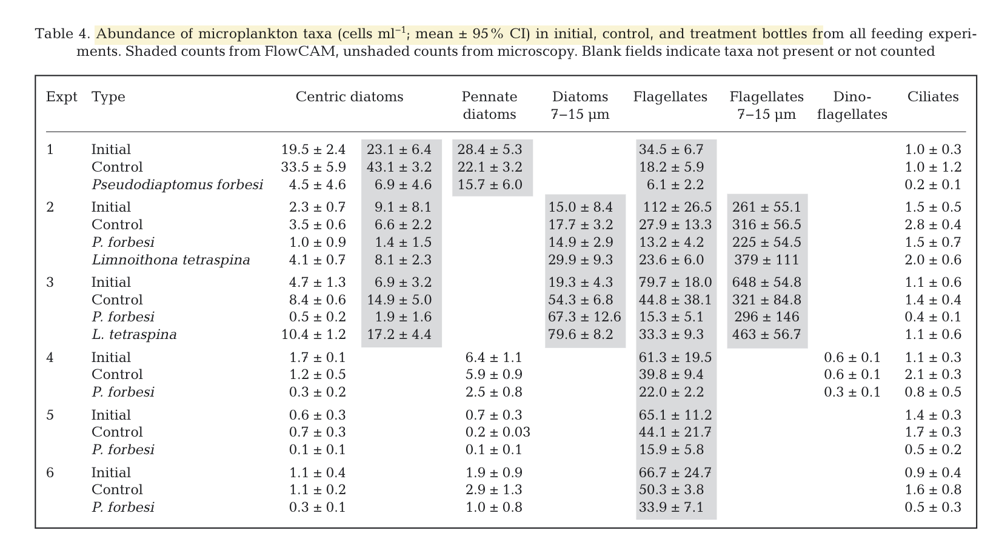 Table 4. Abundance of microplankton taxa (cells ml⁻¹; mean ± 95% CI) in initial, control, and treatment bottles from all feeding experi-
ments. Shaded counts from FlowCAM, unshaded counts from microscopy. Blank fields indicate taxa not present or not counted
Expt Type Centric diatoms Pennate Diatoms Flagellates Flagellates Dino- Ciliates
diatoms 7–15 µm 7–15 µm flagellates
1 Initial 19.5 ± 2.4 23.1 ± 6.4 28.4 ± 5.3 34.5 ± 6.7 1.0 ± 0.3
Control 33.5 ± 5.9 43.1 ± 3.2 22.1 ± 3.2 18.2 ± 5.9 1.0 ± 1.2
Pseudodiaptomus forbesi 4.5 ± 4.6 6.9 ± 4.6 15.7 ± 6.0 6.1 ± 2.2 0.2 ± 0.1
2 Initial 2.3 ± 0.7 9.1 ± 8.1 15.0 ± 8.4 112 ± 26.5 261 ± 55.1 1.5 ± 0.5
Control 3.5 ± 0.6 6.6 ± 2.2 17.7 ± 3.2 27.9 ± 13.3 316 ± 56.5 2.8 ± 0.4
P. forbesi 1.0 ± 0.9 1.4 ± 1.5 14.9 ± 2.9 13.2 ± 4.2 225 ± 54.5 1.5 ± 0.7
Limnoithona tetraspina 4.1 ± 0.7 8.1 ± 2.3 29.9 ± 9.3 23.6 ± 6.0 379 ± 111 2.0 ± 0.6
3 Initial 4.7 ± 1.3 6.9 ± 3.2 19.3 ± 4.3 79.7 ± 18.0 648 ± 54.8 1.1 ± 0.6
Control 8.4 ± 0.6 14.9 ± 5.0 54.3 ± 6.8 44.8 ± 38.1 321 ± 84.8 1.4 ± 0.4
P. forbesi 0.5 ± 0.2 1.9 ± 1.6 67.3 ± 12.6 15.3 ± 5.1 296 ± 146 0.4 ± 0.1
L. tetraspina 10.4 ± 1.2 17.2 ± 4.4 79.6 ± 8.2 33.3 ± 9.3 463 ± 56.7 1.1 ± 0.6
4 Initial 1.7 ± 0.1 6.4 ± 1.1 61.3 ± 19.5 0.6 ± 0.1 1.1 ± 0.3
Control 1.2 ± 0.5 5.9 ± 0.9 39.8 ± 9.4 0.6 ± 0.1 2.1 ± 0.3
P. forbesi 0.3 ± 0.2 2.5 ± 0.8 22.0 ± 2.2 0.3 ± 0.1 0.8 ± 0.5
5 Initial 0.6 ± 0.3 0.7 ± 0.3 65.1 ± 11.2 1.4 ± 0.3
Control 0.7 ± 0.3 0.2 ± 0.03 44.1 ± 21.7 1.7 ± 0.3
P. forbesi 0.1 ± 0.1 0.1 ± 0.1 15.9 ± 5.8 0.5 ± 0.2
6 Initial 1.1 ± 0.4 1.9 ± 0.9 66.7 ± 24.7 0.9 ± 0.4
Control 1.1 ± 0.2 2.9 ± 1.3 50.3 ± 3.8 1.6 ± 0.8
P. forbesi 0.3 ± 0.1 1.0 ± 0.8 33.9 ± 7.1 0.5 ± 0.3